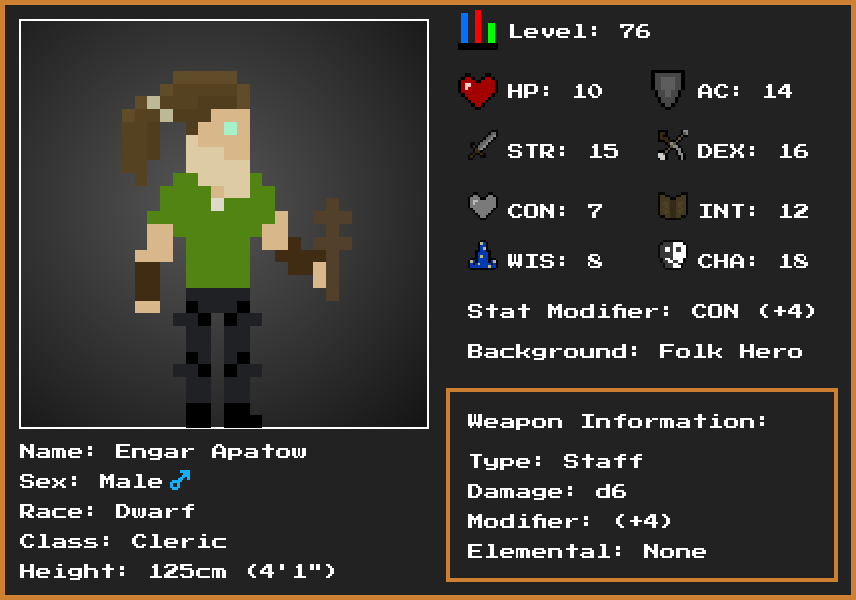 Level: 76
HP: 10 AC: 14
STR: 15 DEX: 16
CON: 7 INT: 12
WIS: 8 CHA: 18
Stat Modifier: CON (+4)
Background: Folk Hero
Weapon Information:
Type: Staff
Damage: d6
Modifier: (+4)
Elemental: None
Name: Engar Apatow
Sex: Male ♂
Race: Dwarf
Class: Cleric
Height: 125cm (4'1")